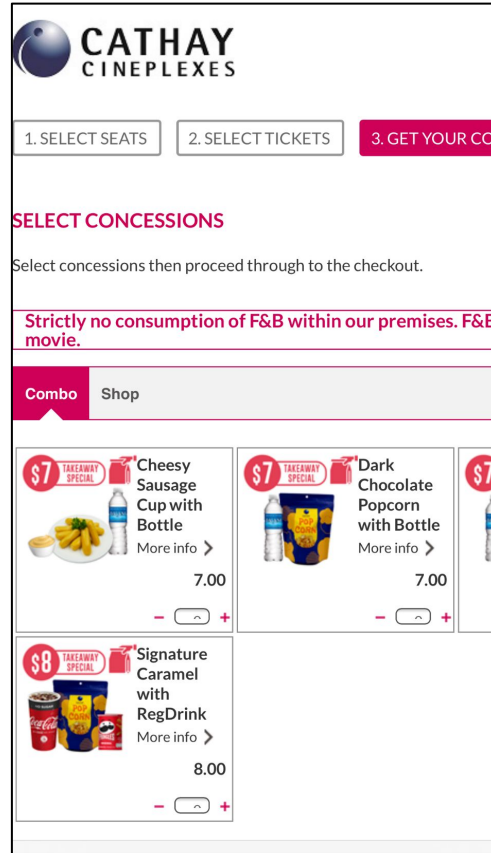 CATHAY
CINEPLEXES
1. SELECT SEATS
2. SELECT TICKETS
3. GET YOUR CO
SELECT CONCESSIONS
Select concessions then proceed through to the checkout.
Strictly no consumption of F&B within our premises. F&B
movie.
Combo
Shop
$7
TAKEAWAY
SPECIAL
Cheesy
Sausage
Cup with
Bottle
More info
7.00
− +
$7
TAKEAWAY
SPECIAL
POP
CORN
Dark
Chocolate
Popcorn
with Bottle
More info
7.00
− +
$7
$8
TAKEAWAY
SPECIAL
Coca-Cola
POP
CORN
Signature
Caramel
with
RegDrink
More info
8.00
− +